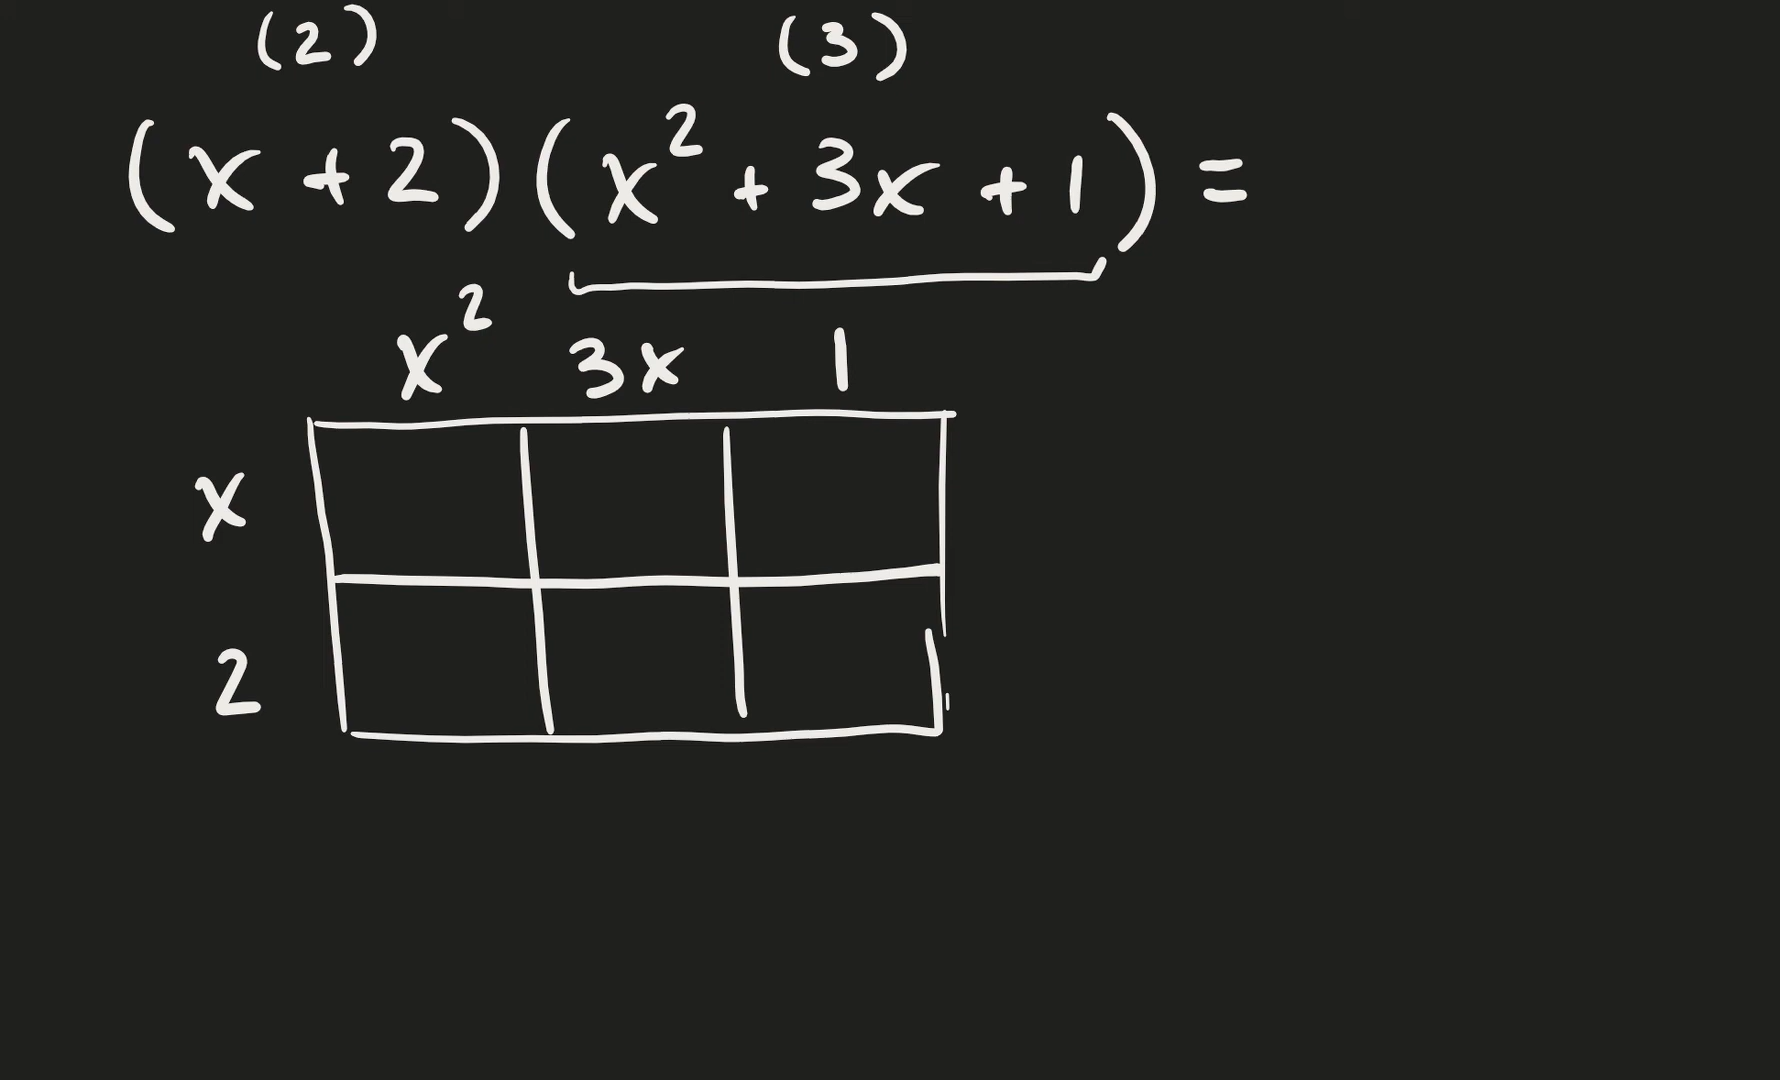 (2) (3)
(x + 2)(x² + 3x + 1) =
x² 3x 1
x
2